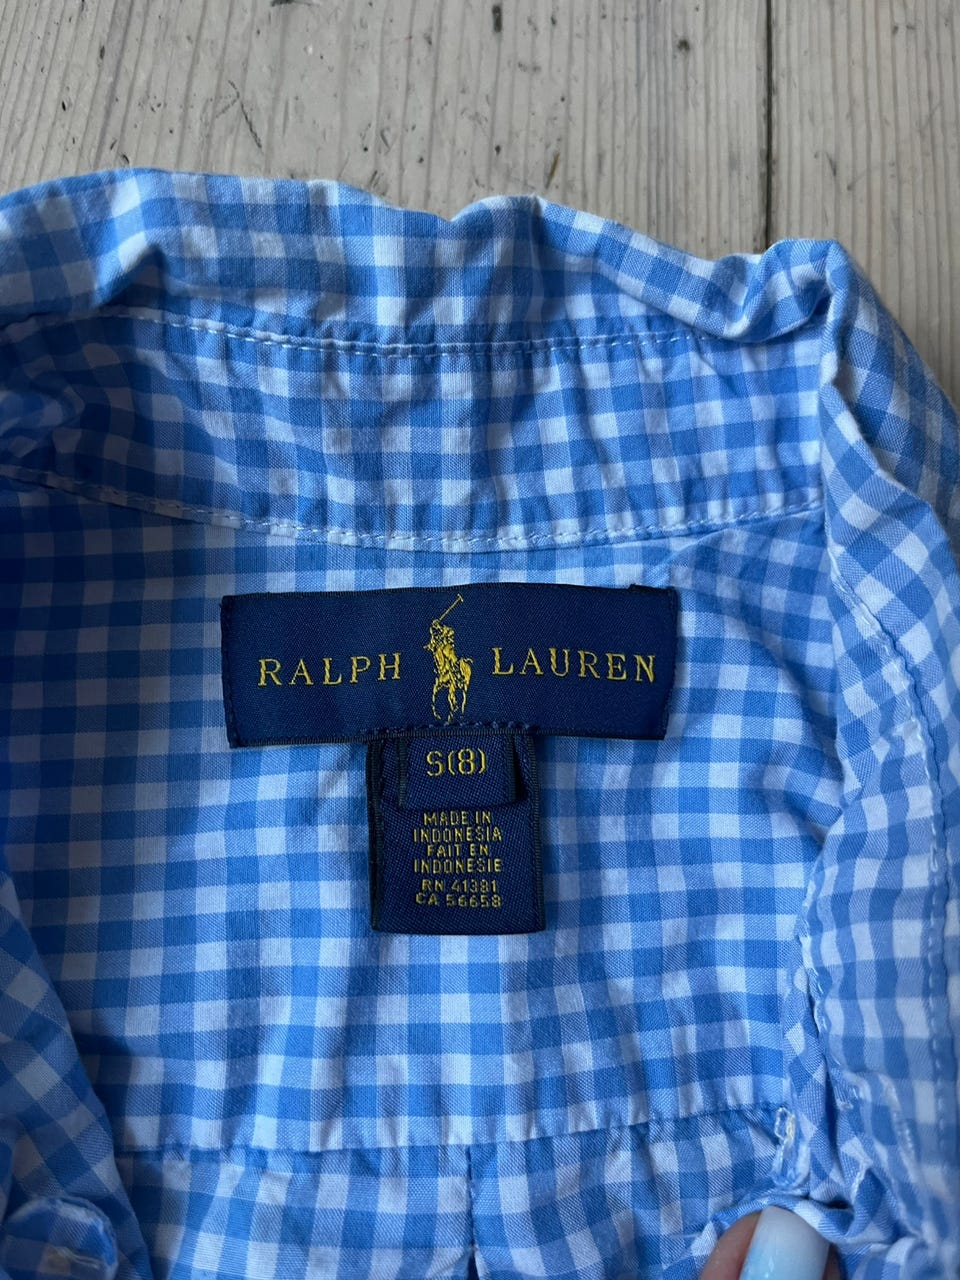 RALPH LAUREN
S(8)
MADE IN
INDONESIA
FAIT EN
INDONESIE
RN 41381
CA 56658